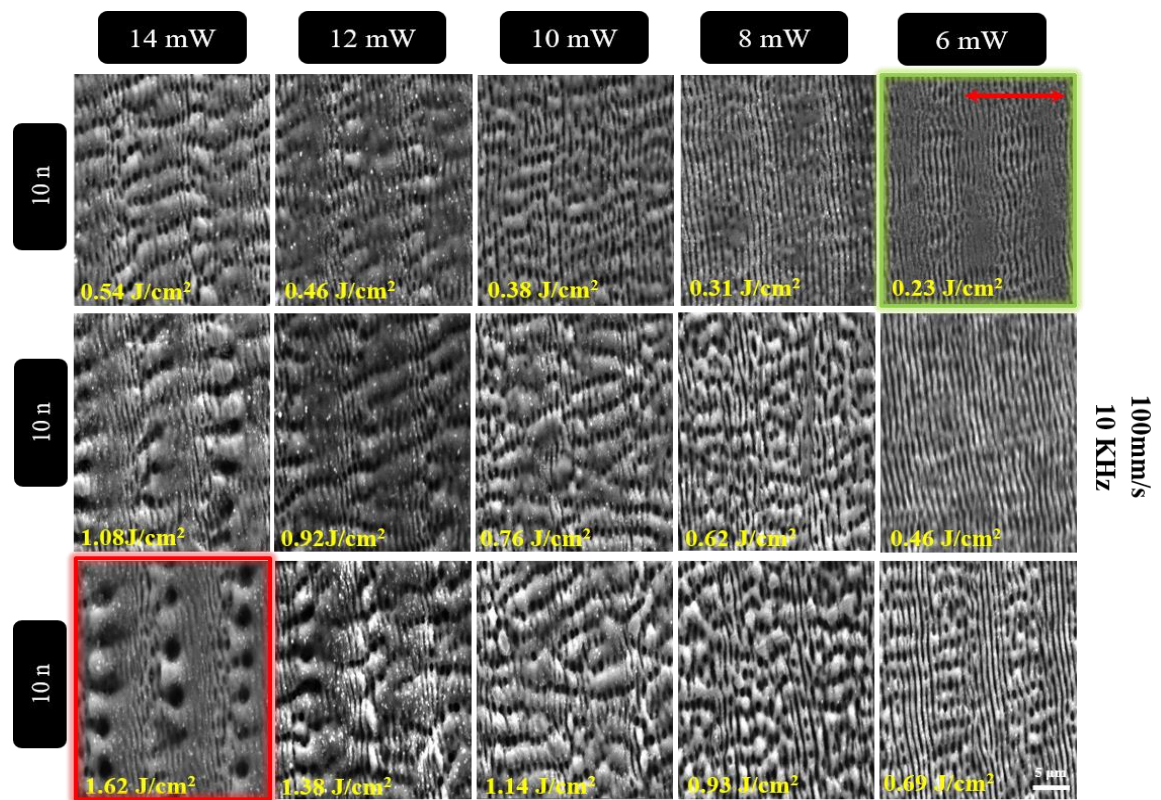 14 mW 12 mW 10 mW 8 mW 6 mW
10 n
0.54 J/cm² 0.46 J/cm² 0.38 J/cm² 0.31 J/cm² 0.23 J/cm²
10 n
1.08J/cm² 0.92J/cm² 0.76 J/cm² 0.62 J/cm² 0.46 J/cm²
100mm/s
10 KHz
10 n
1.62 J/cm² 1.38 J/cm² 1.14 J/cm² 0.93 J/cm² 0.69 J/cm²
5 µm